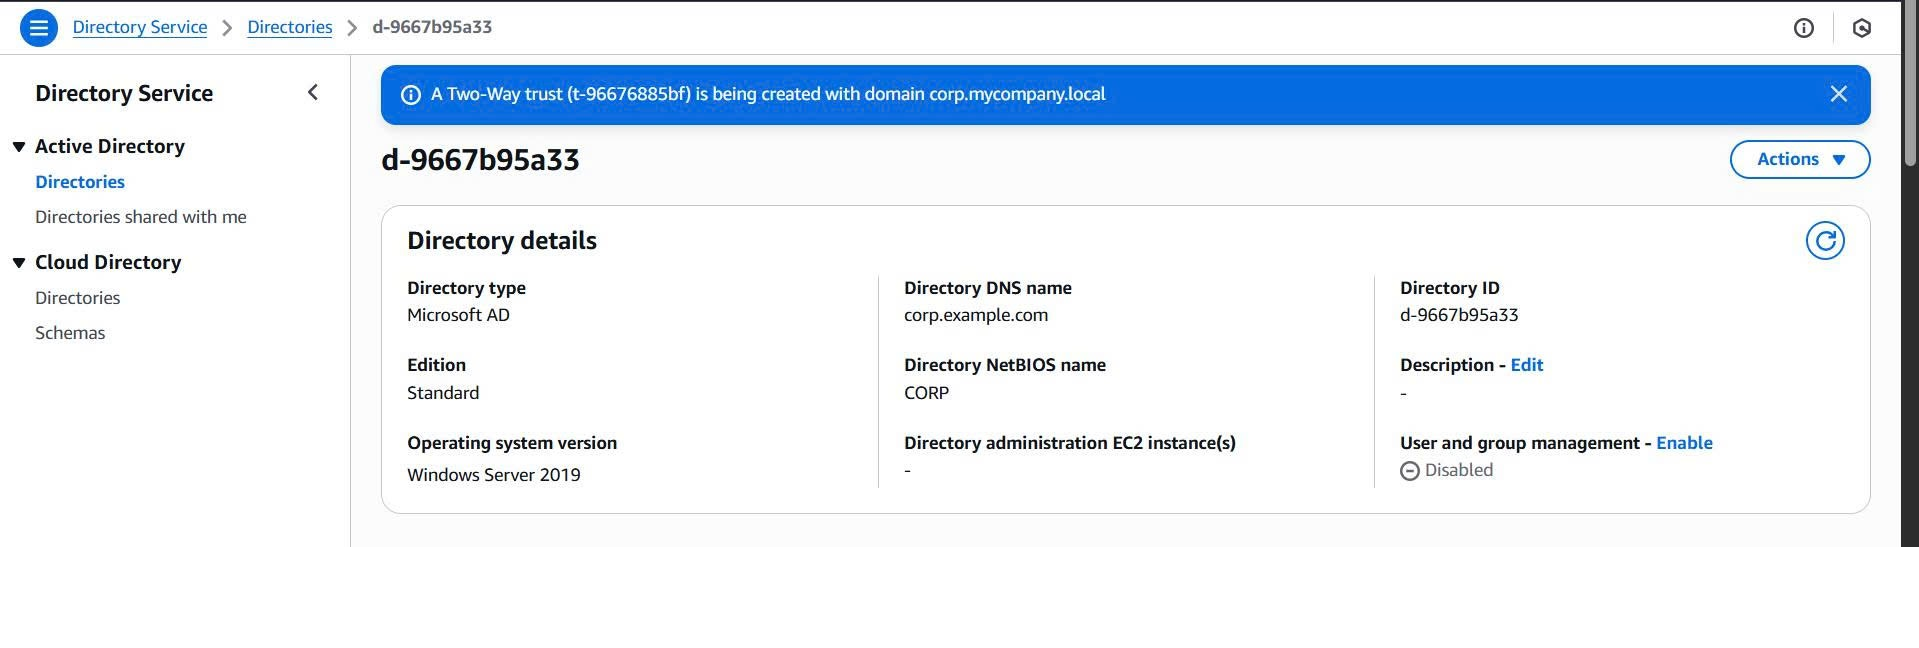 Directory Service > Directories > d-9667b95a33
Directory Service
Active Directory
Directories
Directories shared with me
Cloud Directory
Directories
Schemas
A Two-Way trust (t-96676885bf) is being created with domain corp.mycompany.local
d-9667b95a33
Actions
Directory details
Directory type
Microsoft AD
Edition
Standard
Operating system version
Windows Server 2019
Directory DNS name
corp.example.com
Directory NetBIOS name
CORP
Directory administration EC2 instance(s)
-
Directory ID
d-9667b95a33
Description - Edit
-
User and group management - Enable
Disabled